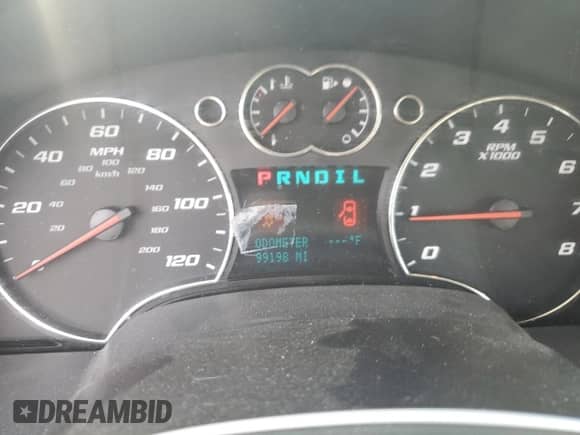 0 20 40 60 80 100 120
MPH
km/h
20 40 60 80 100 120 140 160 180 200
P R N D I L
ODOMETER ---°F
99198 MI
0 1 2 3 4 5 6 7 8
RPM
X1000
DREAMBID